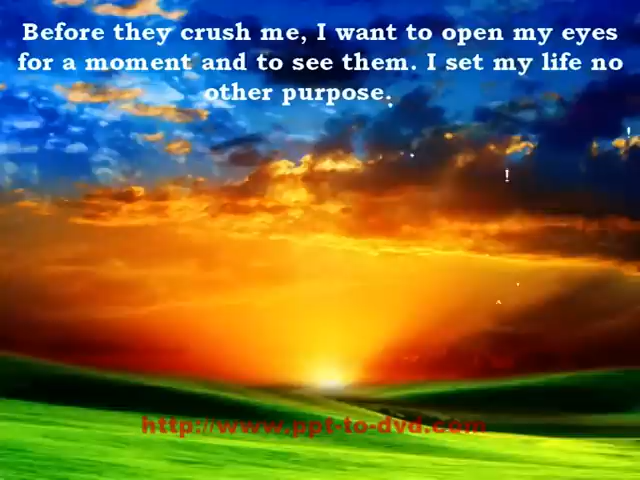 Before they crush me, I want to open my eyes
for a moment and to see them. I set my life no
other purpose.
!
!
http://www.ppt-to-dvd.com